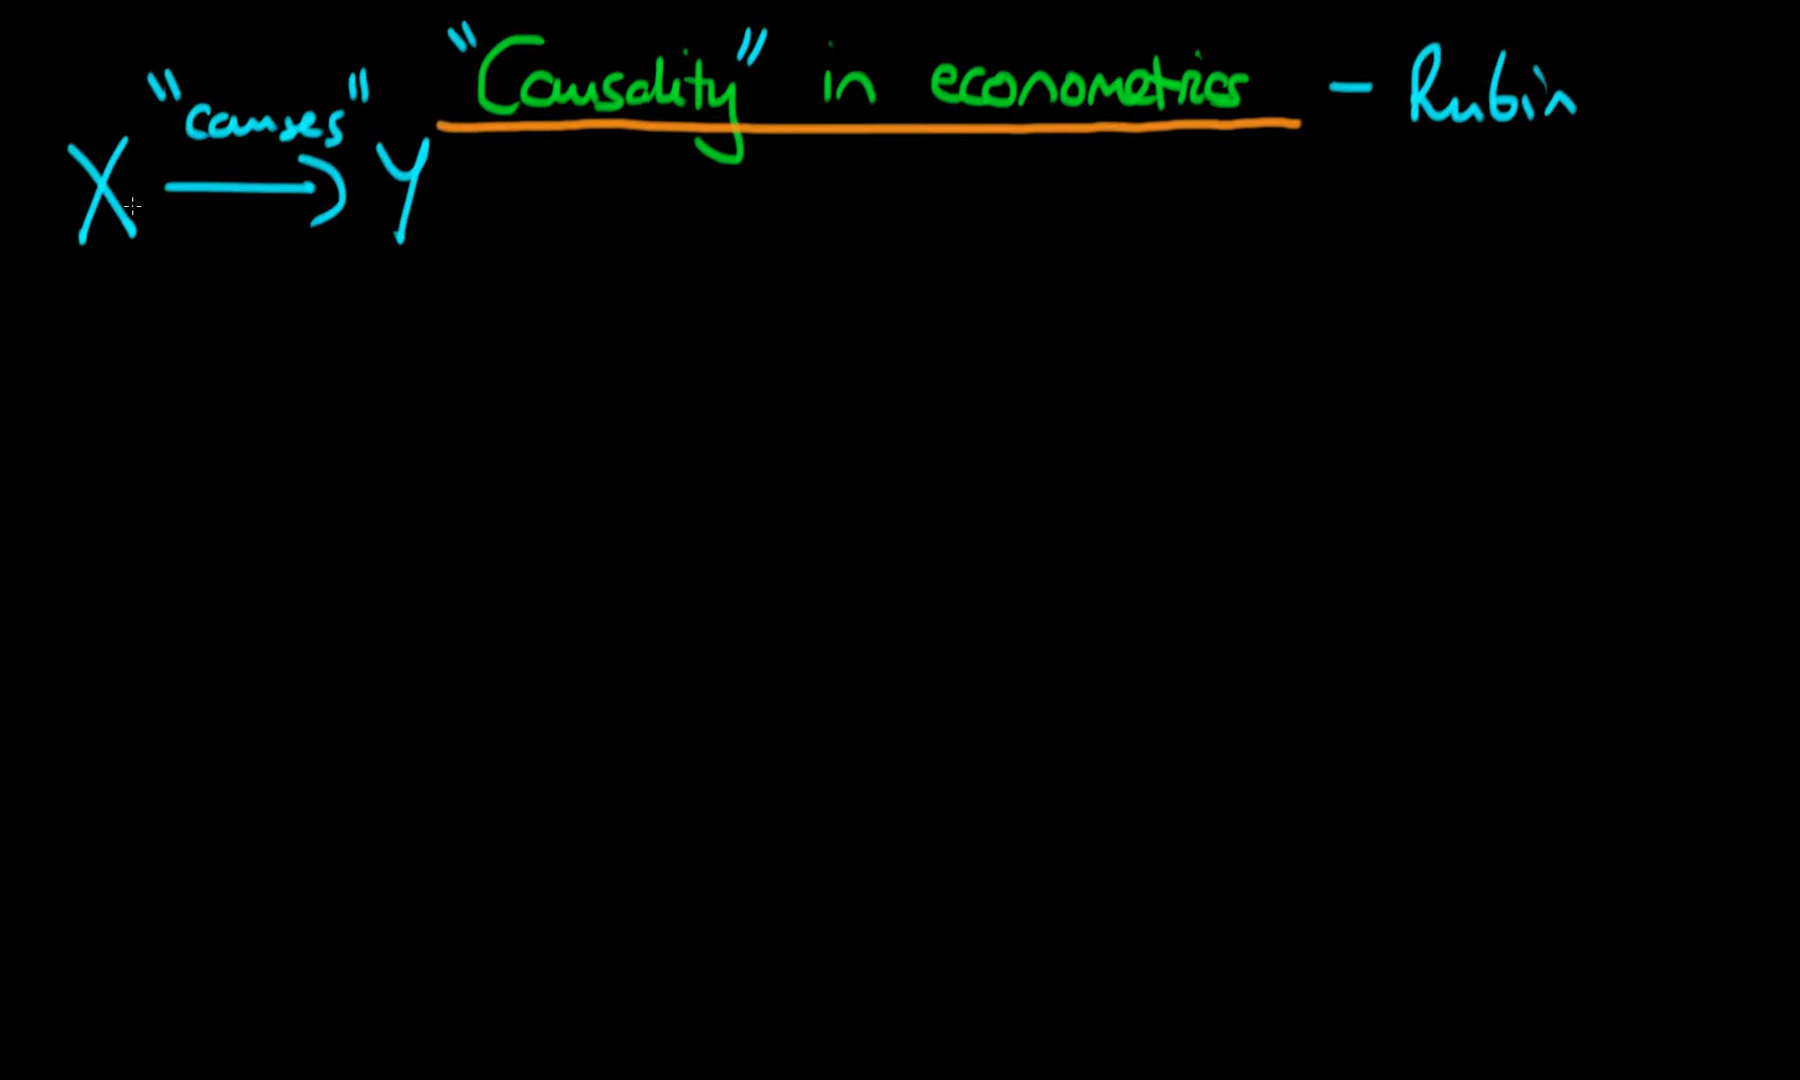 "Causality" in econometrics - Rubin
"causes"
X → Y